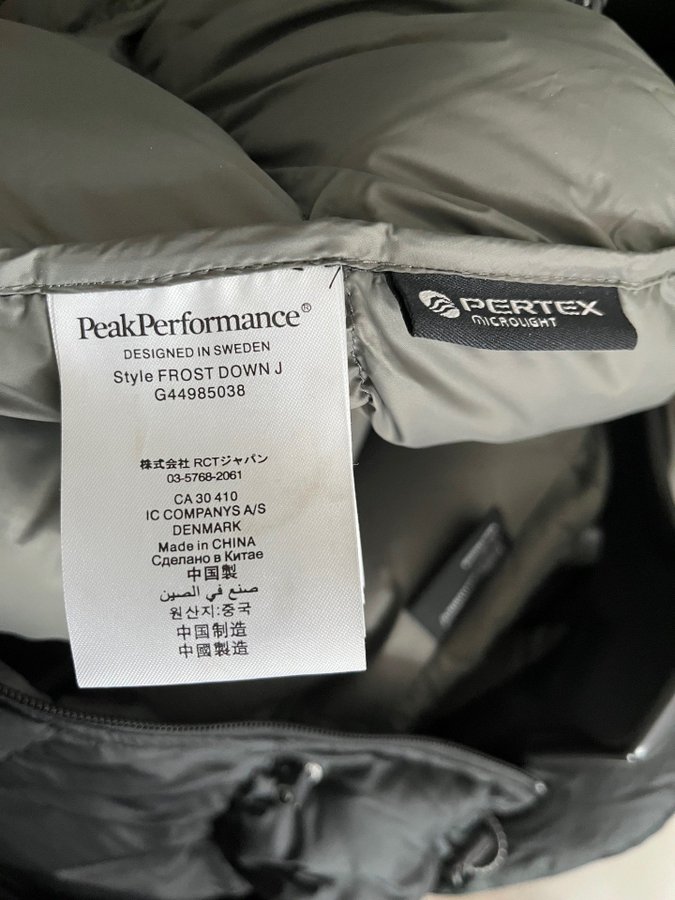 PeakPerformance®
DESIGNED IN SWEDEN
Style FROST DOWN J
G44985038
株式会社 RCTジャパン
03-5768-2061
CA 30 410
IC COMPANYS A/S
DENMARK
Made in CHINA
Сделано в Китае
中国製
صنع في الصين
원산지:중국
中国制造
中國製造
PERTEX
MICROLIGHT